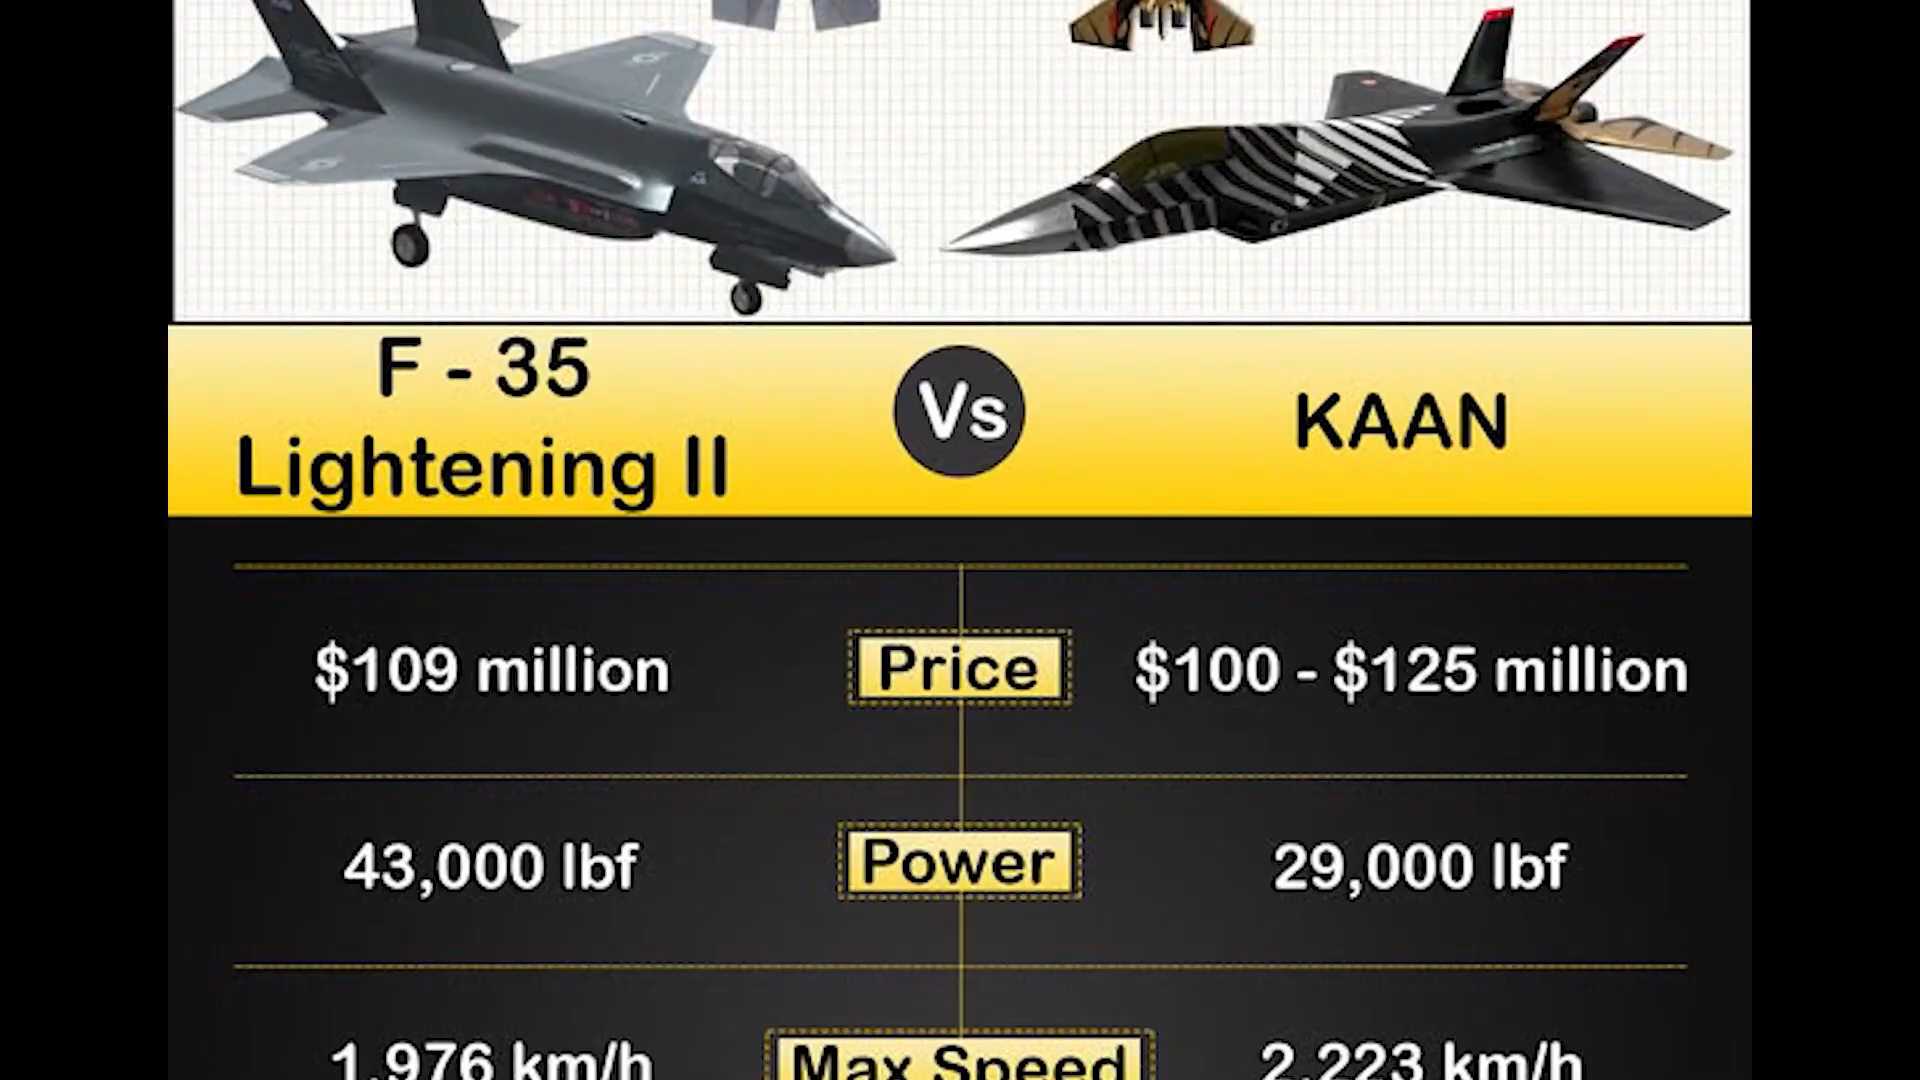 F - 35
Lightening II
Vs
KAAN
$109 million
Price
$100 - $125 million
43,000 lbf
Power
29,000 lbf
1,976 km/h
Max Speed
2,223 km/h